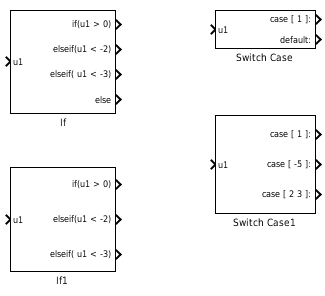 if(u1 > 0)
elseif(u1 < -2)
u1
elseif( u1 < -3)
else
If
case [ 1 ]:
u1
default:
Switch Case
case [ 1 ]:
u1
case [ -5 ]:
case [ 2 3 ]:
Switch Case1
if(u1 > 0)
u1
elseif(u1 < -2)
elseif( u1 < -3)
If1